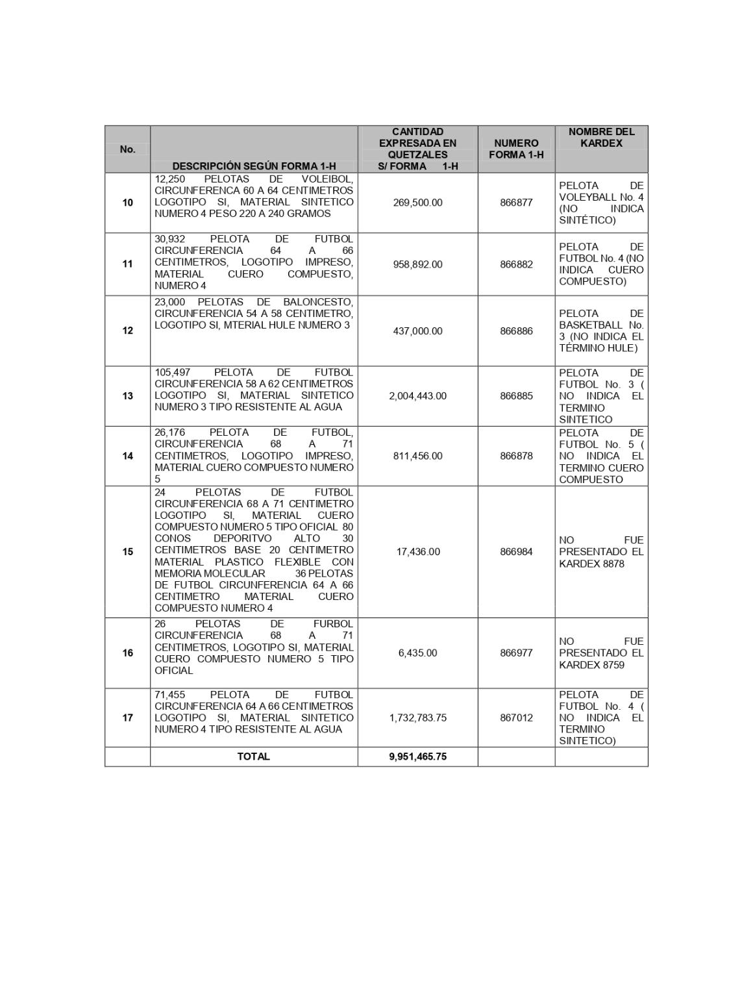 No.
DESCRIPCIÓN SEGÚN FORMA 1-H
CANTIDAD
EXPRESADA EN
QUETZALES
S/ FORMA 1-H
NUMERO
FORMA 1-H
NOMBRE DEL
KARDEX
10
12,250 PELOTAS DE VOLEIBOL,
CIRCUNFERENCA 60 A 64 CENTIMETROS
LOGOTIPO SI, MATERIAL SINTETICO
NUMERO 4 PESO 220 A 240 GRAMOS
269,500.00
866877
PELOTA DE
VOLEYBALL No. 4
(NO INDICA
SINTÉTICO)
11
30,932 PELOTA DE FUTBOL
CIRCUNFERENCIA 64 A 66
CENTIMETROS, LOGOTIPO IMPRESO,
MATERIAL CUERO COMPUESTO,
NUMERO 4
958,892.00
866882
PELOTA DE
FUTBOL No. 4 (NO
INDICA CUERO
COMPUESTO)
12
23,000 PELOTAS DE BALONCESTO,
CIRCUNFERENCIA 54 A 58 CENTIMETRO,
LOGOTIPO SI, MTERIAL HULE NUMERO 3
437,000.00
866886
PELOTA DE
BASKETBALL No.
3 (NO INDICA EL
TÉRMINO HULE)
13
105,497 PELOTA DE FUTBOL
CIRCUNFERENCIA 58 A 62 CENTIMETROS
LOGOTIPO SI, MATERIAL SINTETICO
NUMERO 3 TIPO RESISTENTE AL AGUA
2,004,443.00
866885
PELOTA DE
FUTBOL No. 3 (
NO INDICA EL
TERMINO
SINTETICO
14
26,176 PELOTA DE FUTBOL,
CIRCUNFERENCIA 68 A 71
CENTIMETROS, LOGOTIPO IMPRESO,
MATERIAL CUERO COMPUESTO NUMERO
5
811,456.00
866878
PELOTA DE
FUTBOL No. 5 (
NO INDICA EL
TERMINO CUERO
COMPUESTO
15
24 PELOTAS DE FUTBOL
CIRCUNFERENCIA 68 A 71 CENTIMETRO
LOGOTIPO SI, MATERIAL CUERO
COMPUESTO NUMERO 5 TIPO OFICIAL 80
CONOS DEPORITVO ALTO 30
CENTIMETROS BASE 20 CENTIMETRO
MATERIAL PLASTICO FLEXIBLE CON
MEMORIA MOLECULAR 36 PELOTAS
DE FUTBOL CIRCUNFERENCIA 64 A 66
CENTIMETRO MATERIAL CUERO
COMPUESTO NUMERO 4
17,436.00
866984
NO FUE
PRESENTADO EL
KARDEX 8878
16
26 PELOTAS DE FURBOL
CIRCUNFERENCIA 68 A 71
CENTIMETROS, LOGOTIPO SI, MATERIAL
CUERO COMPUESTO NUMERO 5 TIPO
OFICIAL
6,435.00
866977
NO FUE
PRESENTADO EL
KARDEX 8759
17
71,455 PELOTA DE FUTBOL
CIRCUNFERENCIA 64 A 66 CENTIMETROS
LOGOTIPO SI, MATERIAL SINTETICO
NUMERO 4 TIPO RESISTENTE AL AGUA
1,732,783.75
867012
PELOTA DE
FUTBOL No. 4 (
NO INDICA EL
TERMINO
SINTETICO)
TOTAL
9,951,465.75